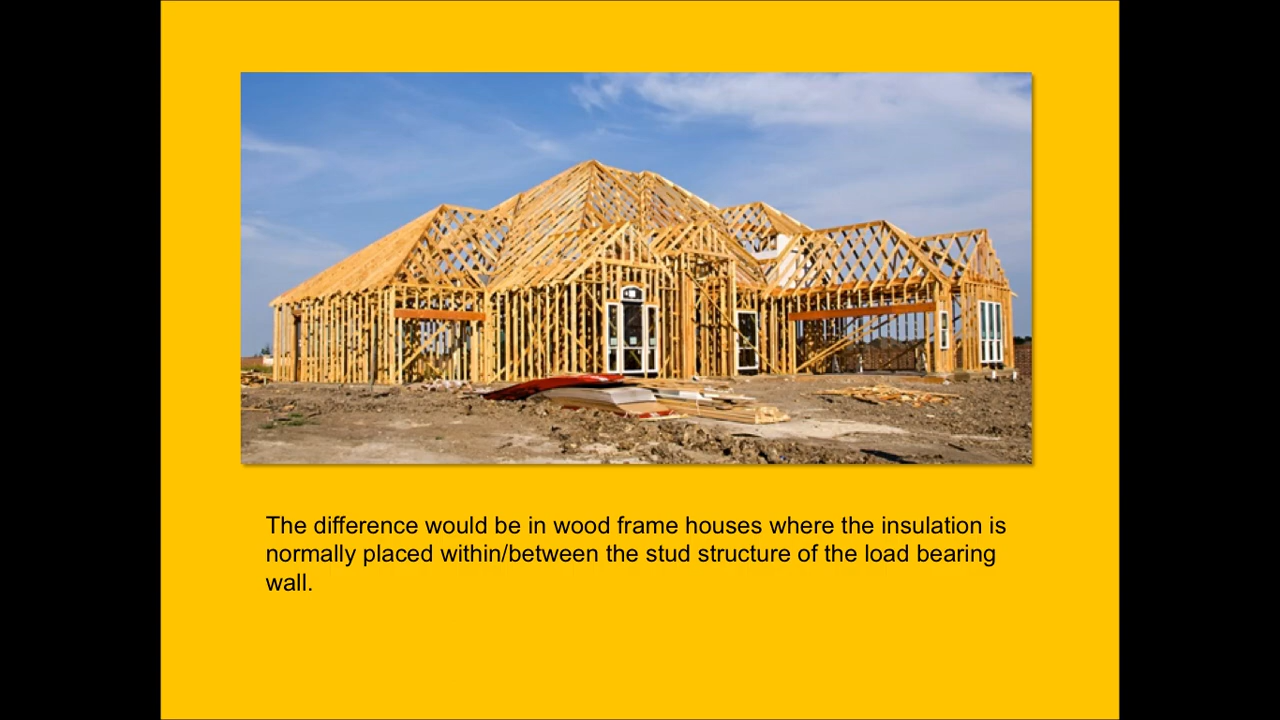 The difference would be in wood frame houses where the insulation is
normally placed within/between the stud structure of the load bearing
wall.